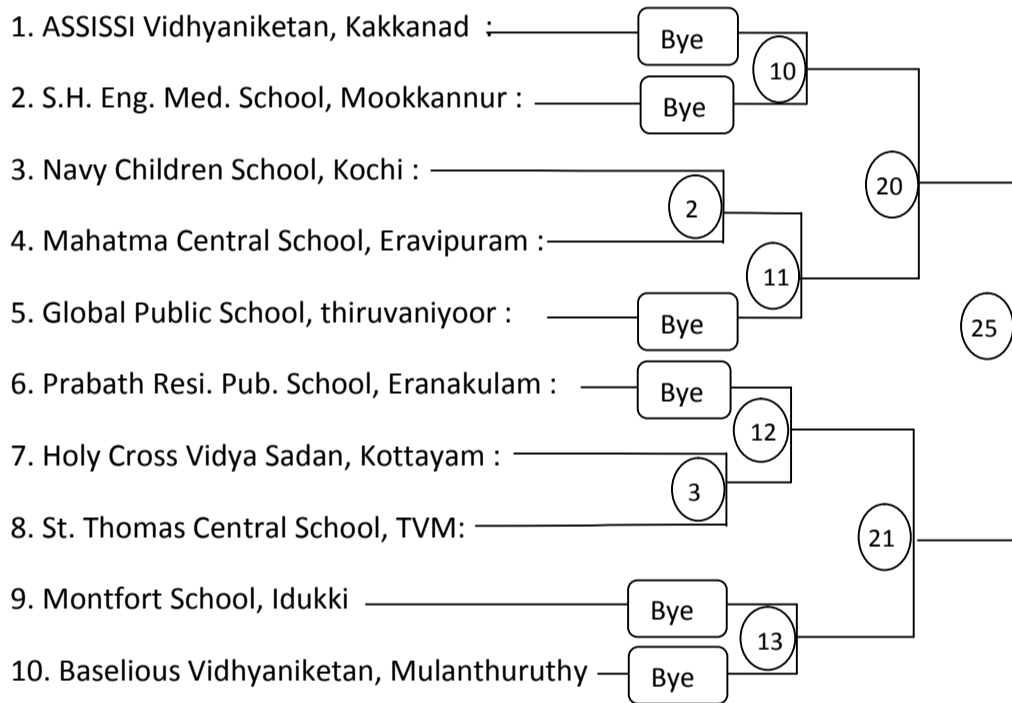 1. ASSISSI Vidhyaniketan, Kakkanad :
Bye
10
2. S.H. Eng. Med. School, Mookkannur :
Bye
3. Navy Children School, Kochi :
20
2
4. Mahatma Central School, Eravipuram :
11
5. Global Public School, thiruvaniyoor :
Bye
25
6. Prabath Resi. Pub. School, Eranakulam :
Bye
12
7. Holy Cross Vidya Sadan, Kottayam :
3
8. St. Thomas Central School, TVM:
21
9. Montfort School, Idukki
Bye
13
10. Baselious Vidhyaniketan, Mulanthuruthy
Bye